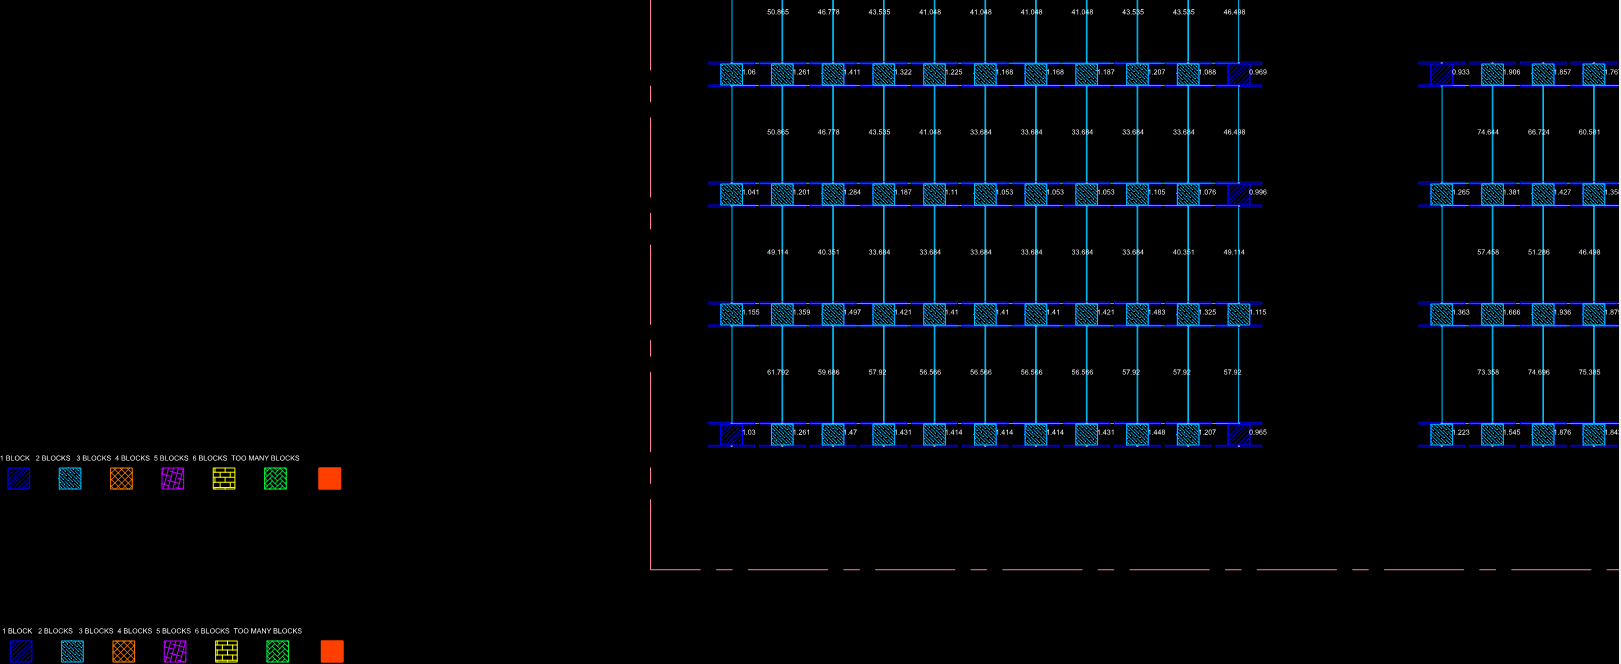 50.865 46.778 43.535 41.048 41.048 41.048 41.048 43.535 43.535 46.498
1.06 1.261 1.411 1.322 1.225 1.168 1.168 1.187 1.207 1.088 0.969 0.933 1.906 1.857
50.865 46.778 43.535 41.048 33.684 33.684 33.684 33.684 33.684 46.498 74.644 66.724 60.581
1.041 1.201 1.284 1.187 1.11 1.053 1.053 1.053 1.105 1.076 0.996 1.265 1.381 1.427
49.114 40.351 33.684 33.684 33.684 33.684 33.684 33.684 40.351 49.114 57.458 51.286 46.498
1.155 1.359 1.497 1.421 1.41 1.41 1.41 1.421 1.483 1.325 1.115 1.363 1.666 1.936
61.792 59.686 57.92 56.566 56.566 56.566 56.566 57.92 57.92 57.92 73.358 74.696 75.385
1.03 1.261 1.47 1.431 1.414 1.414 1.414 1.431 1.448 1.207 0.965 1.223 1.545 1.876
1 BLOCK 2 BLOCKS 3 BLOCKS 4 BLOCKS 5 BLOCKS 6 BLOCKS TOO MANY BLOCKS
1 BLOCK 2 BLOCKS 3 BLOCKS 4 BLOCKS 5 BLOCKS 6 BLOCKS TOO MANY BLOCKS